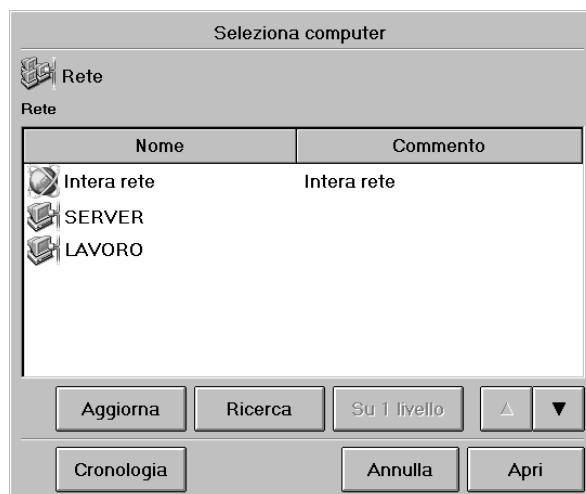 Seleziona computer
Rete
Rete
Nome Commento
Intera rete Intera rete
SERVER
LAVORO
Aggiorna Ricerca Su 1 livello
Cronologia Annulla Apri